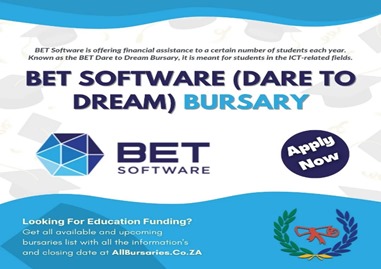 BET Software is offering financial assistance to a certain number of students each year.
Known as the BET Dare to Dream Bursary, it is meant for students in the ICT-related fields.
BET SOFTWARE (DARE TO
DREAM) BURSARY
BET
SOFTWARE
Apply
Now
Looking For Education Funding?
Get all available and upcoming
bursaries list with all the information's
and closing date at AllBursaries.Co.ZA